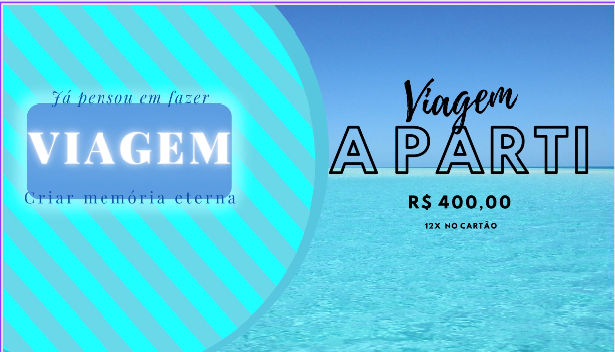 Já pensou em fazer
VIAGEM
Criar memória eterna
Viagem
A PARTI
R$ 400,00
12X NO CARTÃO